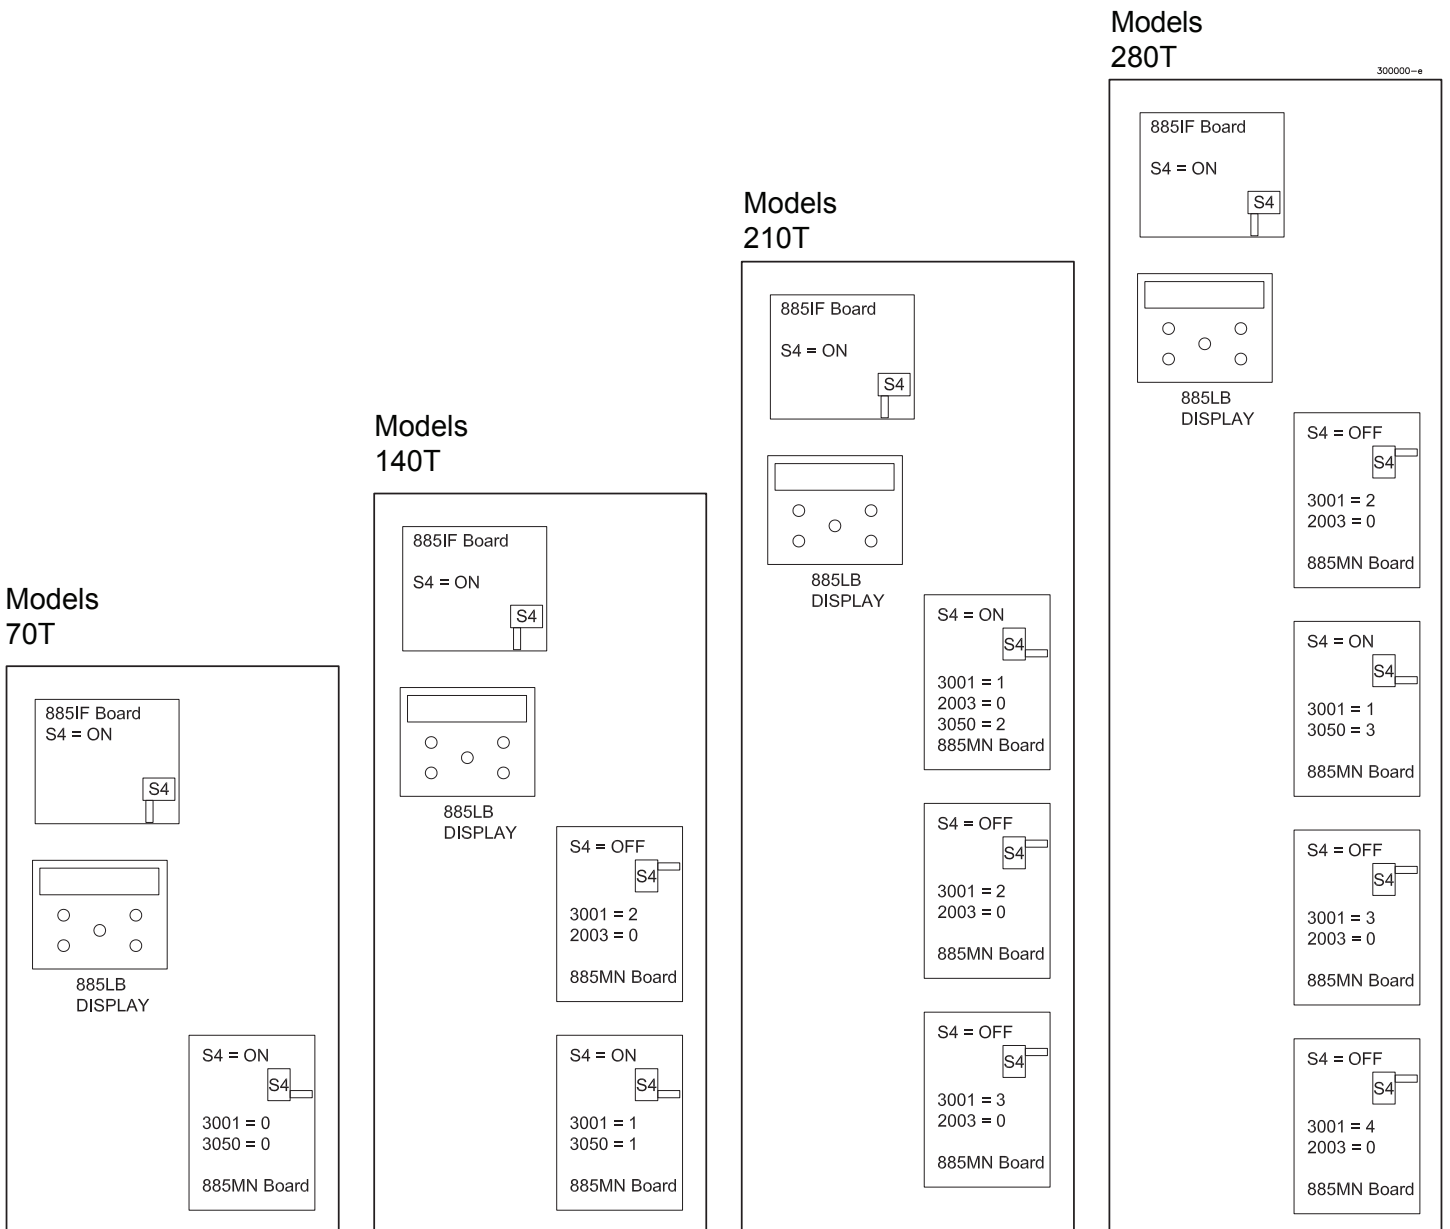 Models
70T
885IF Board
S4 = ON
S4
885LB
DISPLAY
S4 = ON
S4
3001 = 0
3050 = 0
885MN Board
Models
140T
885IF Board
S4 = ON
S4
885LB
DISPLAY
S4 = OFF
S4
3001 = 2
2003 = 0
885MN Board
S4 = ON
S4
3001 = 1
3050 = 1
885MN Board
Models
210T
885IF Board
S4 = ON
S4
885LB
DISPLAY
S4 = ON
S4
3001 = 1
2003 = 0
3050 = 2
885MN Board
S4 = OFF
S4
3001 = 2
2003 = 0
885MN Board
S4 = OFF
S4
3001 = 3
2003 = 0
885MN Board
Models
280T
300000-e
885IF Board
S4 = ON
S4
885LB
DISPLAY
S4 = OFF
S4
3001 = 2
2003 = 0
885MN Board
S4 = ON
S4
3001 = 1
3050 = 3
885MN Board
S4 = OFF
S4
3001 = 3
2003 = 0
885MN Board
S4 = OFF
S4
3001 = 4
2003 = 0
885MN Board